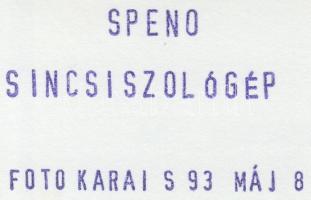 SPENO
SINCSISZOLÓGÉP
FOTO KARAI S 93 MÁJ 8